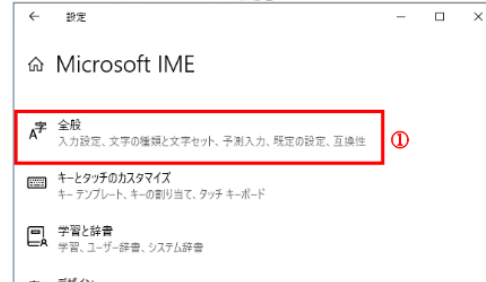 設定
Microsoft IME
全般
入力設定、文字の種類と文字セット、予測入力、既定の設定、互換性
①
キーとタッチのカスタマイズ
キー テンプレート、キーの割り当て、タッチ キーボード
学習と辞書
学習、ユーザー辞書、システム辞書